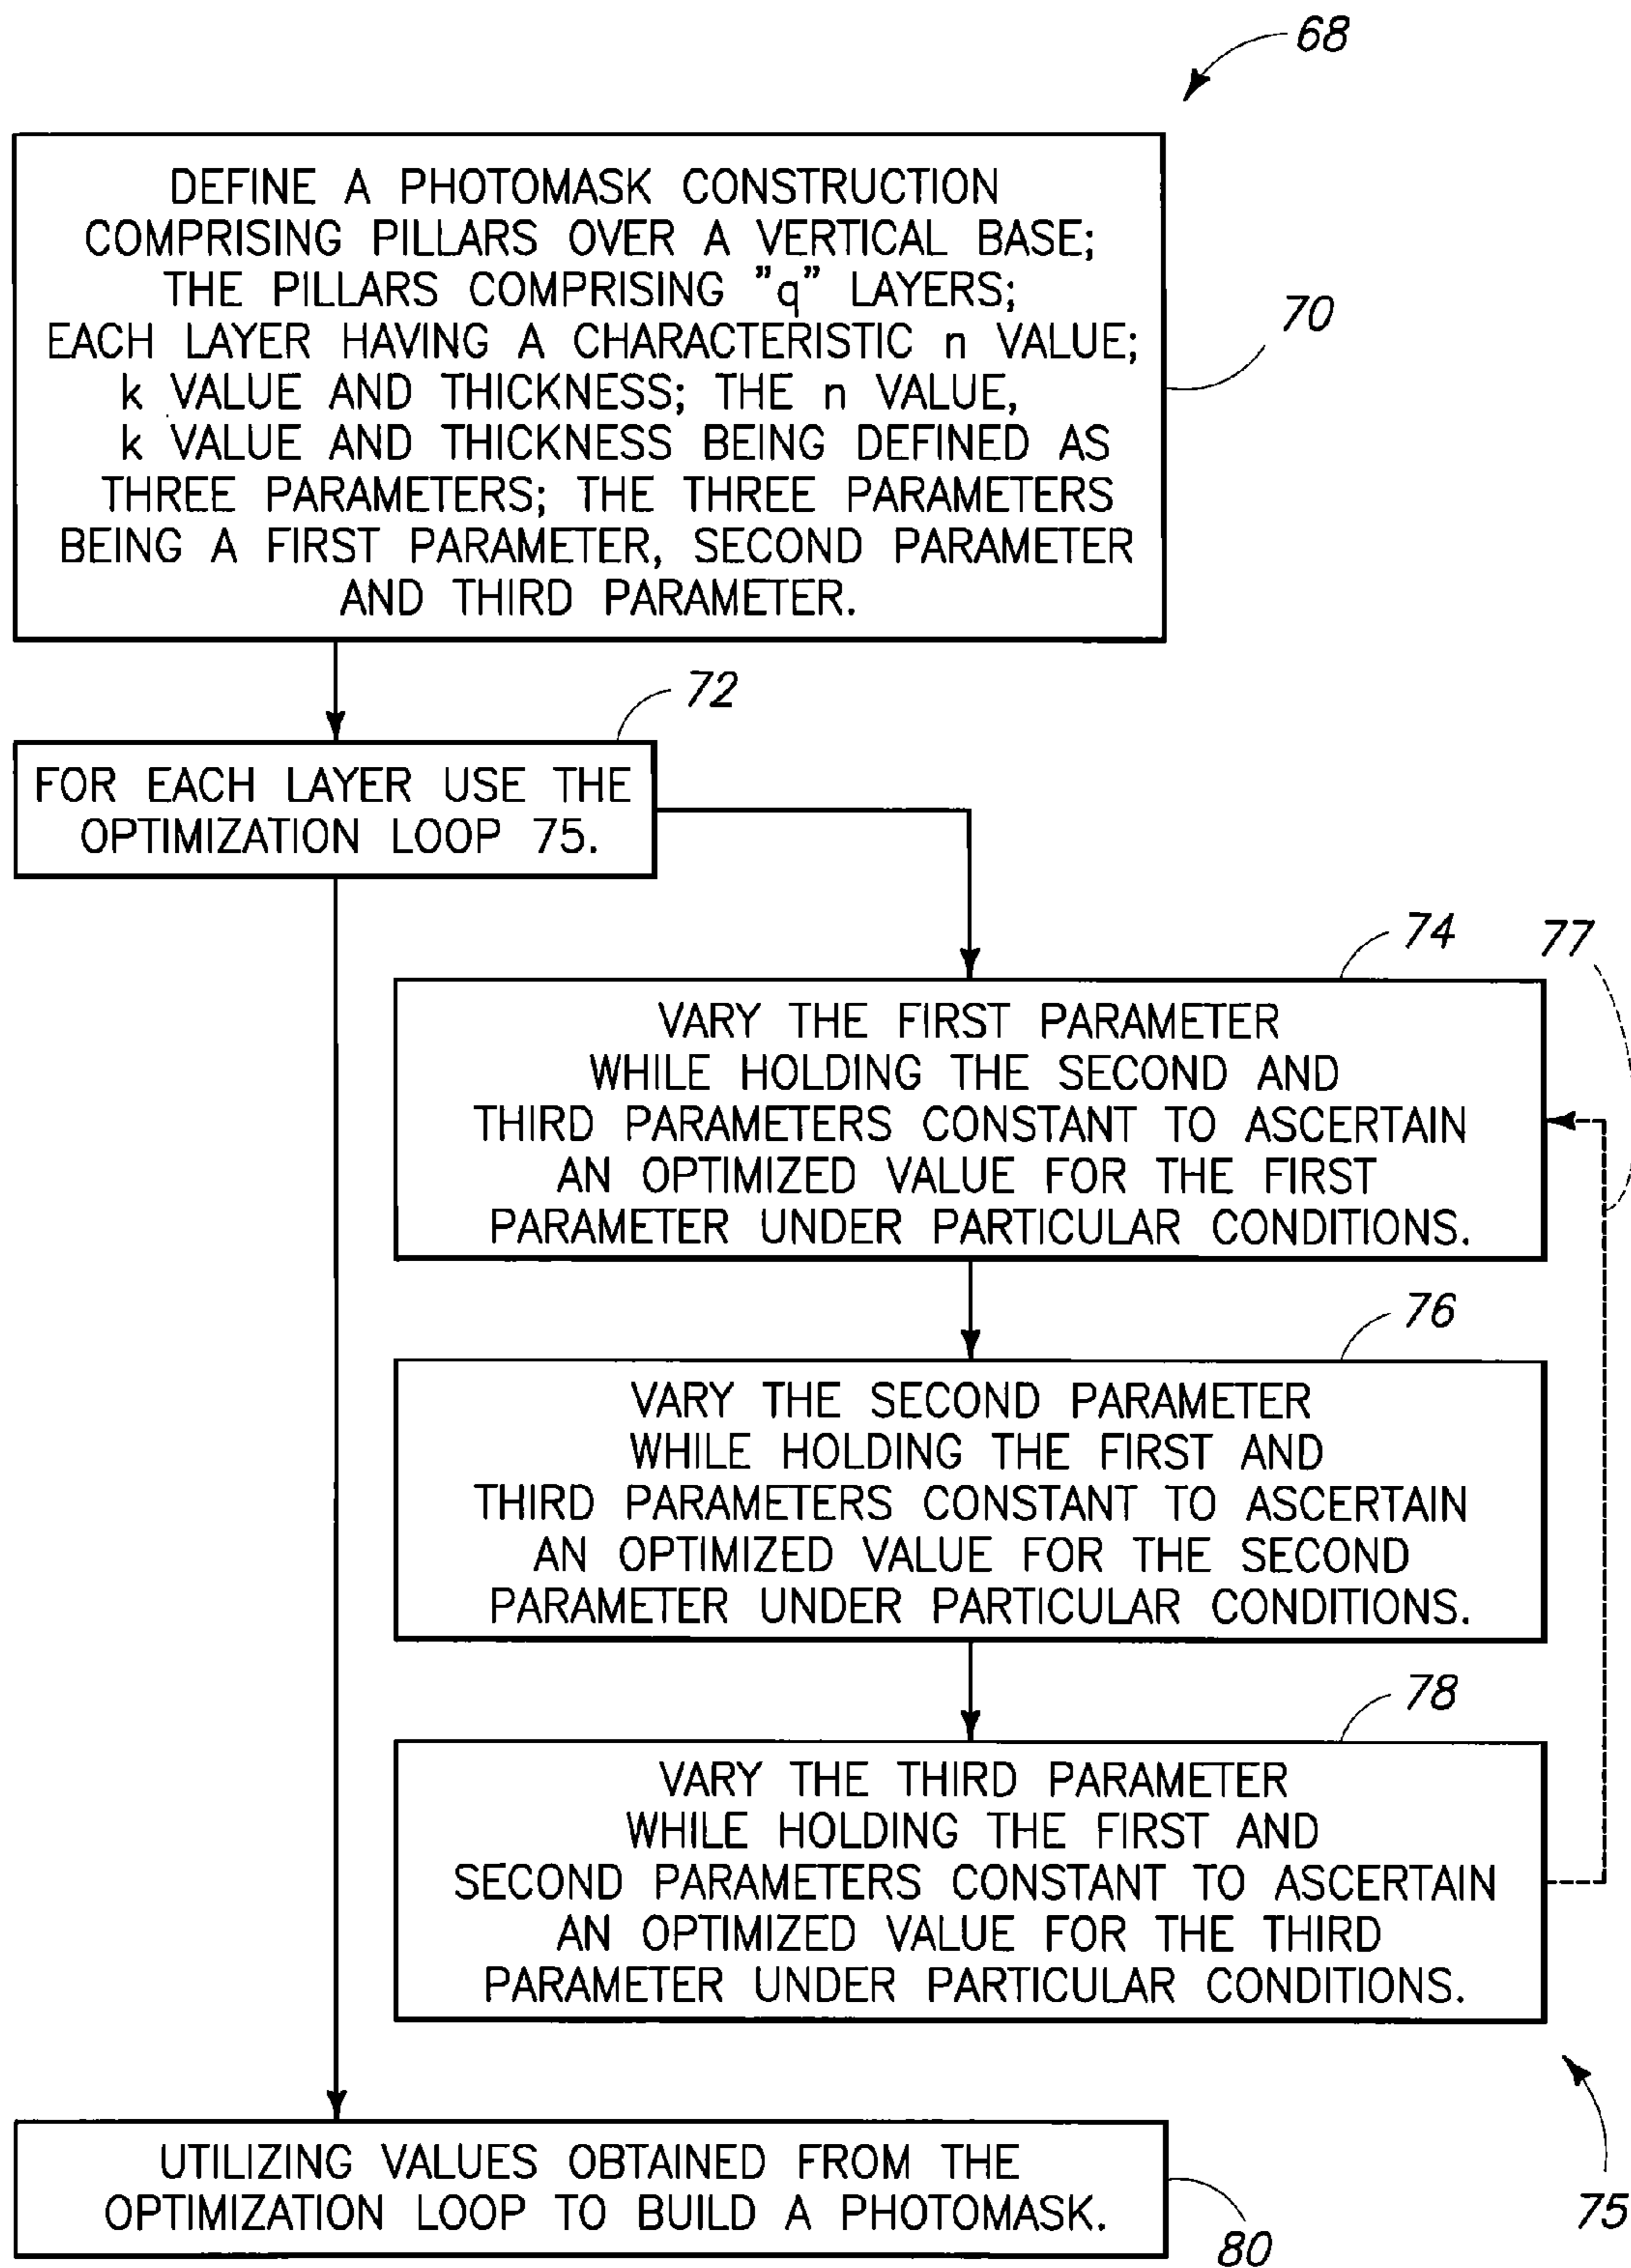 68
DEFINE A PHOTOMASK CONSTRUCTION
COMPRISING PILLARS OVER A VERTICAL BASE;
THE PILLARS COMPRISING "q" LAYERS;
EACH LAYER HAVING A CHARACTERISTIC n VALUE;
k VALUE AND THICKNESS; THE n VALUE,
k VALUE AND THICKNESS BEING DEFINED AS
THREE PARAMETERS; THE THREE PARAMETERS
BEING A FIRST PARAMETER, SECOND PARAMETER
AND THIRD PARAMETER.
70
72
FOR EACH LAYER USE THE
OPTIMIZATION LOOP 75.
74
77
VARY THE FIRST PARAMETER
WHILE HOLDING THE SECOND AND
THIRD PARAMETERS CONSTANT TO ASCERTAIN
AN OPTIMIZED VALUE FOR THE FIRST
PARAMETER UNDER PARTICULAR CONDITIONS.
76
VARY THE SECOND PARAMETER
WHILE HOLDING THE FIRST AND
THIRD PARAMETERS CONSTANT TO ASCERTAIN
AN OPTIMIZED VALUE FOR THE SECOND
PARAMETER UNDER PARTICULAR CONDITIONS.
78
VARY THE THIRD PARAMETER
WHILE HOLDING THE FIRST AND
SECOND PARAMETERS CONSTANT TO ASCERTAIN
AN OPTIMIZED VALUE FOR THE THIRD
PARAMETER UNDER PARTICULAR CONDITIONS.
75
UTILIZING VALUES OBTAINED FROM THE
OPTIMIZATION LOOP TO BUILD A PHOTOMASK.
80